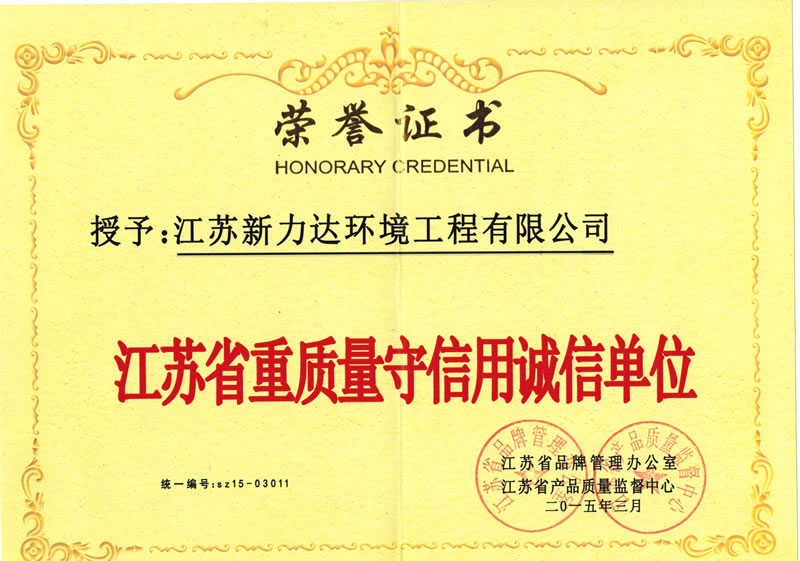 荣誉证书
HONORARY CREDENTIAL
授予:江苏新力达环境工程有限公司
江苏省重质量守信用诚信单位
江苏省品牌管理办公室
统一编号:sz15-03011
江苏省产品质量监督中心
二0一五年三月